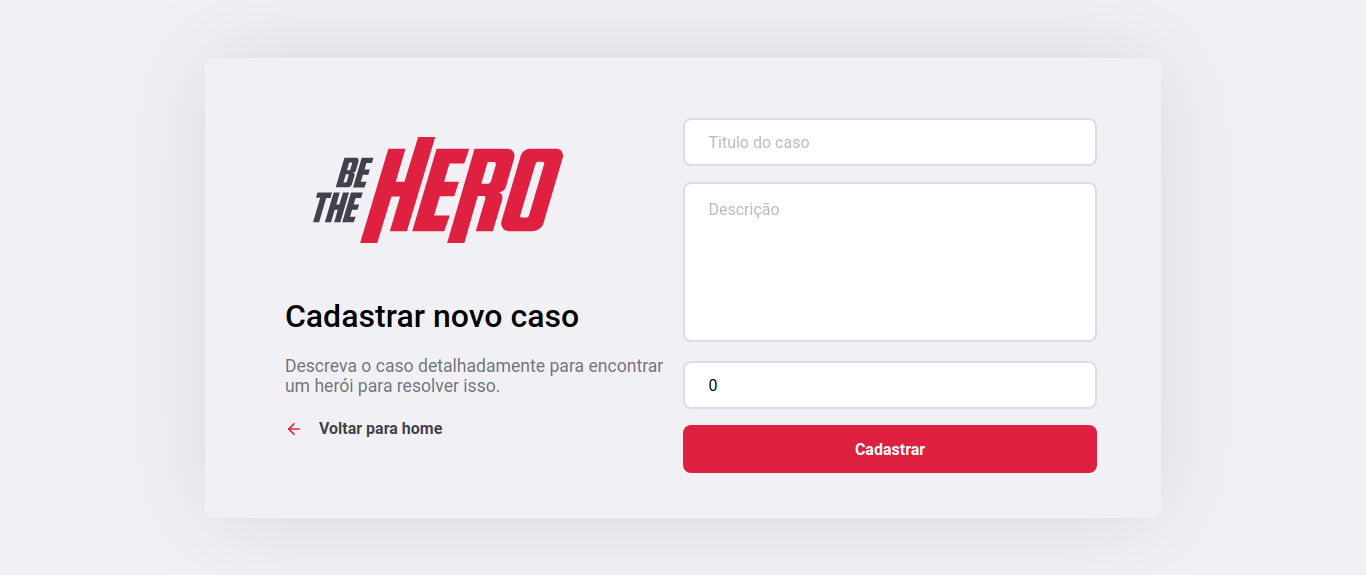 BE
THE
HERO
Cadastrar novo caso
Descreva o caso detalhadamente para encontrar
um herói para resolver isso.
Voltar para home
Titulo do caso
Descrição
0
Cadastrar